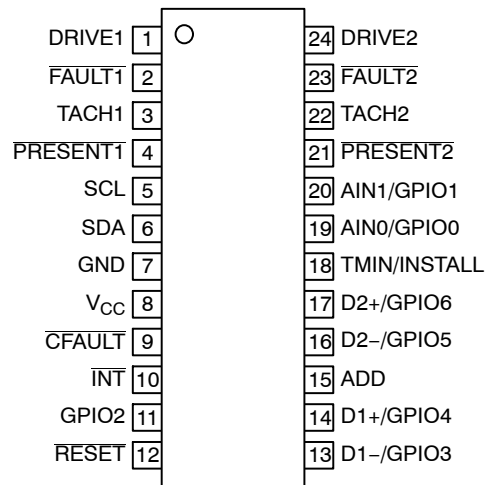 DRIVE1 1 24 DRIVE2
FAULT1 2 23 FAULT2
TACH1 3 22 TACH2
PRESENT1 4 21 PRESENT2
SCL 5 20 AIN1/GPIO1
SDA 6 19 AIN0/GPIO0
GND 7 18 TMIN/INSTALL
VCC 8 17 D2+/GPIO6
CFAULT 9 16 D2−/GPIO5
INT 10 15 ADD
GPIO2 11 14 D1+/GPIO4
RESET 12 13 D1−/GPIO3